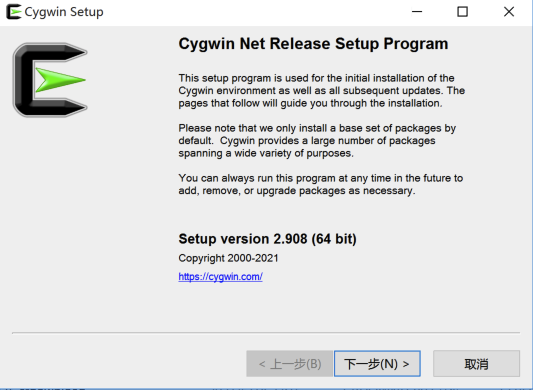 Cygwin Setup
Cygwin Net Release Setup Program
This setup program is used for the initial installation of the
Cygwin environment as well as all subsequent updates. The
pages that follow will guide you through the installation.
Please note that we only install a base set of packages by
default. Cygwin provides a large number of packages
spanning a wide variety of purposes.
You can always run this program at any time in the future to
add, remove, or upgrade packages as necessary.
Setup version 2.908 (64 bit)
Copyright 2000-2021
https://cygwin.com/
< 上一步(B) 下一步(N) > 取消